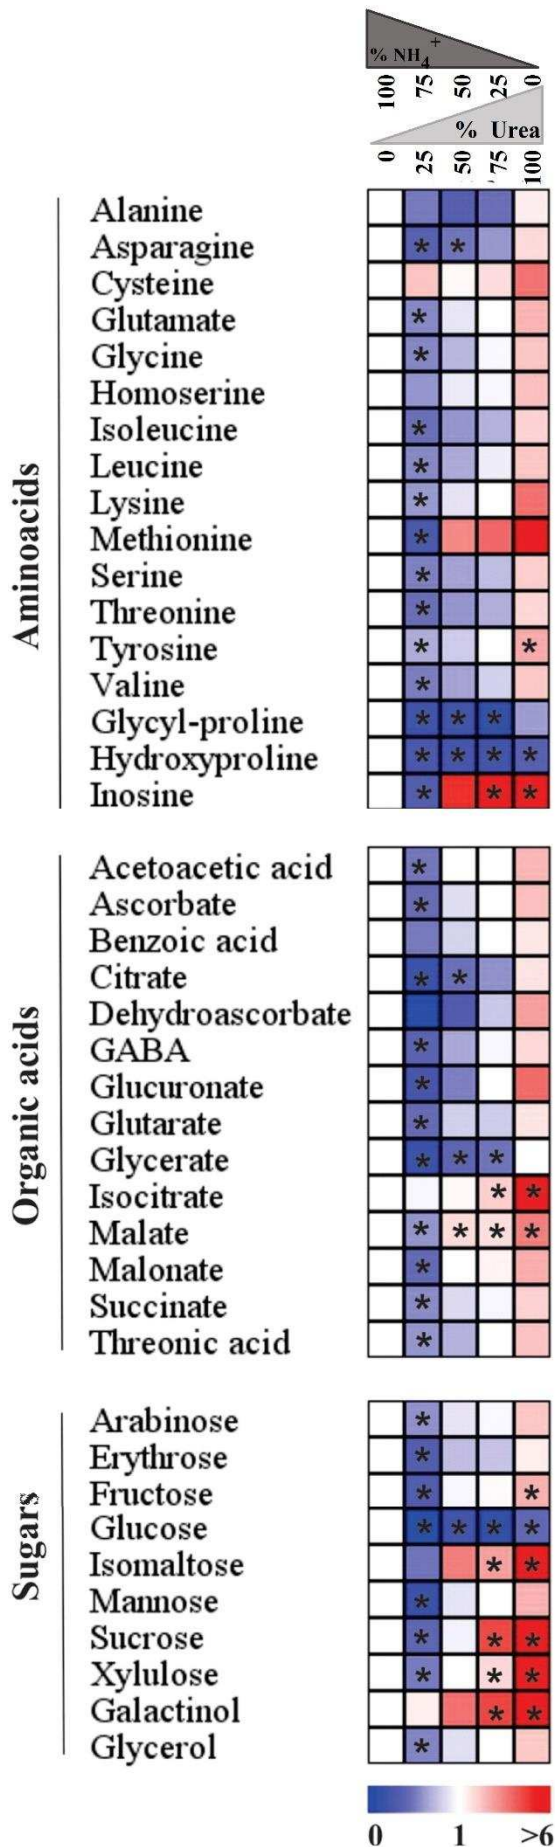 % NH4+
100 75 50 25 0
% Urea
0 25 50 75 100
Aminoacids
Alanine
Asparagine * *
Cysteine
Glutamate *
Glycine *
Homoserine
Isoleucine *
Leucine *
Lysine *
Methionine *
Serine *
Threonine *
Tyrosine * *
Valine *
Glycyl-proline * * *
Hydroxyproline * * * *
Inosine * * *
Organic acids
Acetoacetic acid *
Ascorbate *
Benzoic acid
Citrate * *
Dehydroascorbate
GABA *
Glucuronate *
Glutarate *
Glycerate * * *
Isocitrate * *
Malate * * * *
Malonate *
Succinate *
Threonic acid *
Sugars
Arabinose *
Erythrose *
Fructose * *
Glucose * * * *
Isomaltose * *
Mannose *
Sucrose * * *
Xylulose * * *
Galactinol * *
Glycerol *
0 1 >6